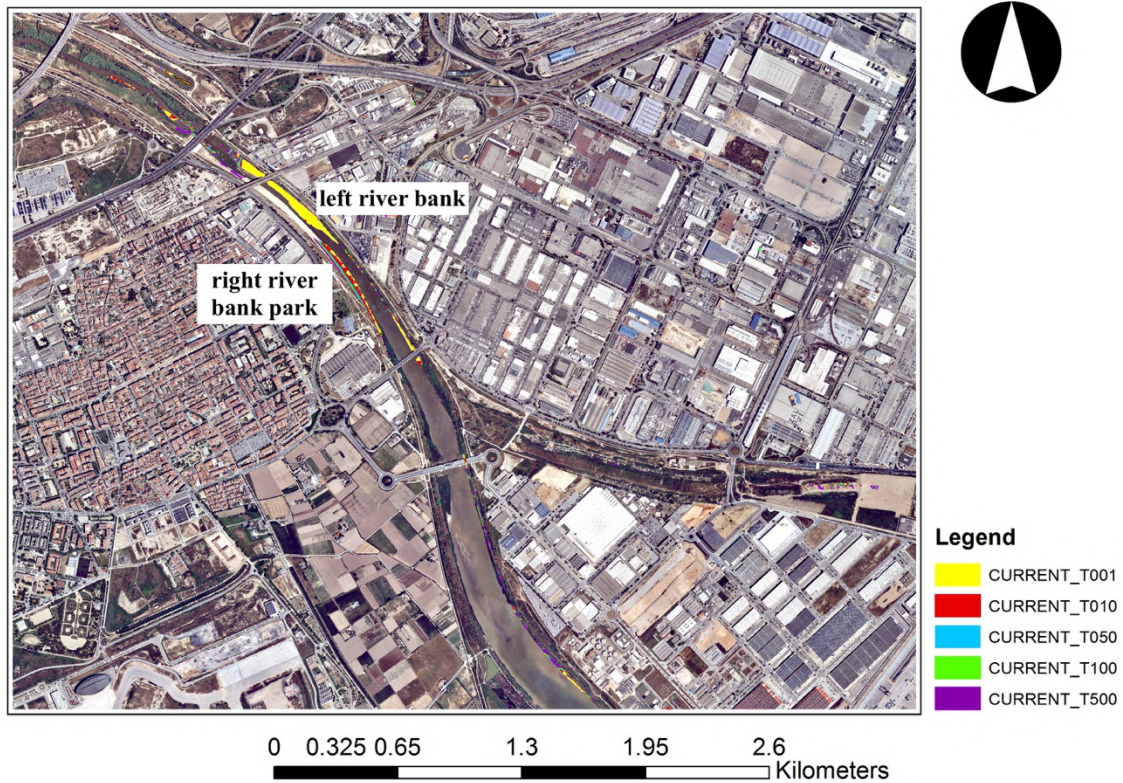 left river bank
right river
bank park
Legend
CURRENT_T001
CURRENT_T010
CURRENT_T050
CURRENT_T100
CURRENT_T500
0 0.325 0.65 1.3 1.95 2.6
Kilometers